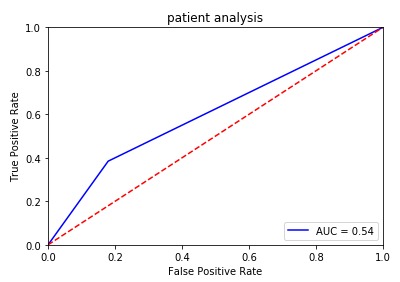 patient analysis
1.0
0.8
0.6
0.4
0.2
0.0
True Positive Rate
AUC = 0.54
0.0 0.2 0.4 0.6 0.8 1.0
False Positive Rate